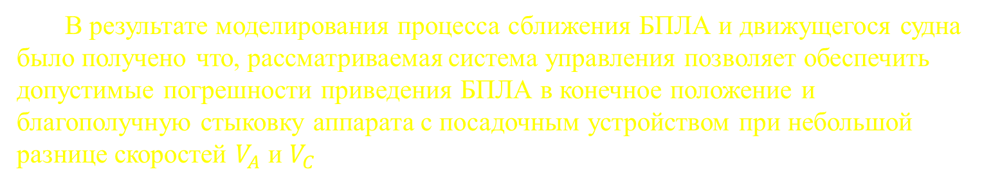 В результате моделирования процесса сближения БПЛА и движущегося судна
было получено что, рассматриваемая система управления позволяет обеспечить
допустимые погрешности приведения БПЛА в конечное положение и
благополучную стыковку аппарата с посадочным устройством при небольшой
разнице скоростей V_A и V_C